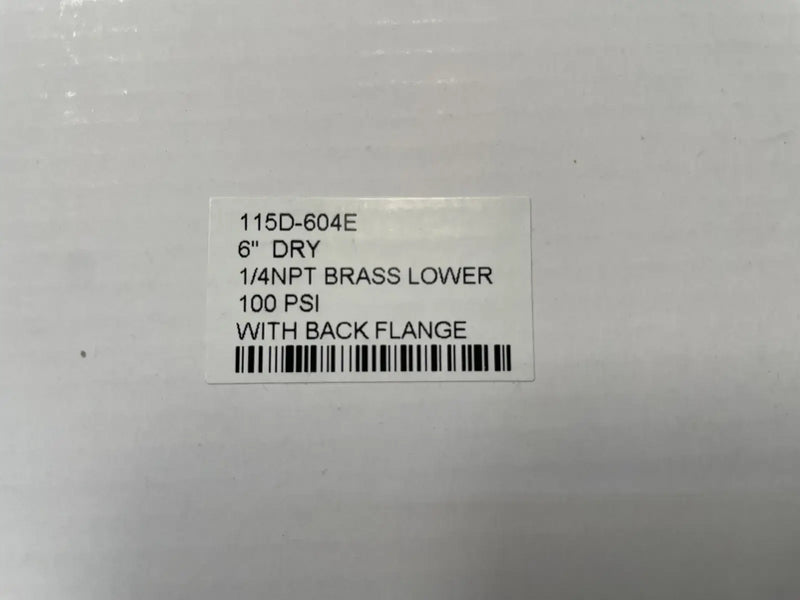 115D-604E
6" DRY
1/4NPT BRASS LOWER
100 PSI
WITH BACK FLANGE